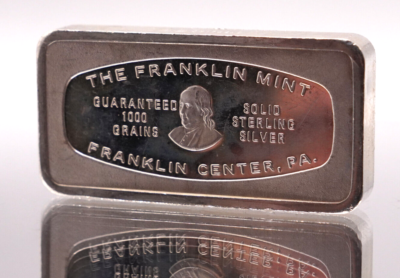 THE FRANKLIN MINT
GUARANTEED
1000
GRAINS
SOLID
STERLING
SILVER
FRANKLIN CENTER, PA.